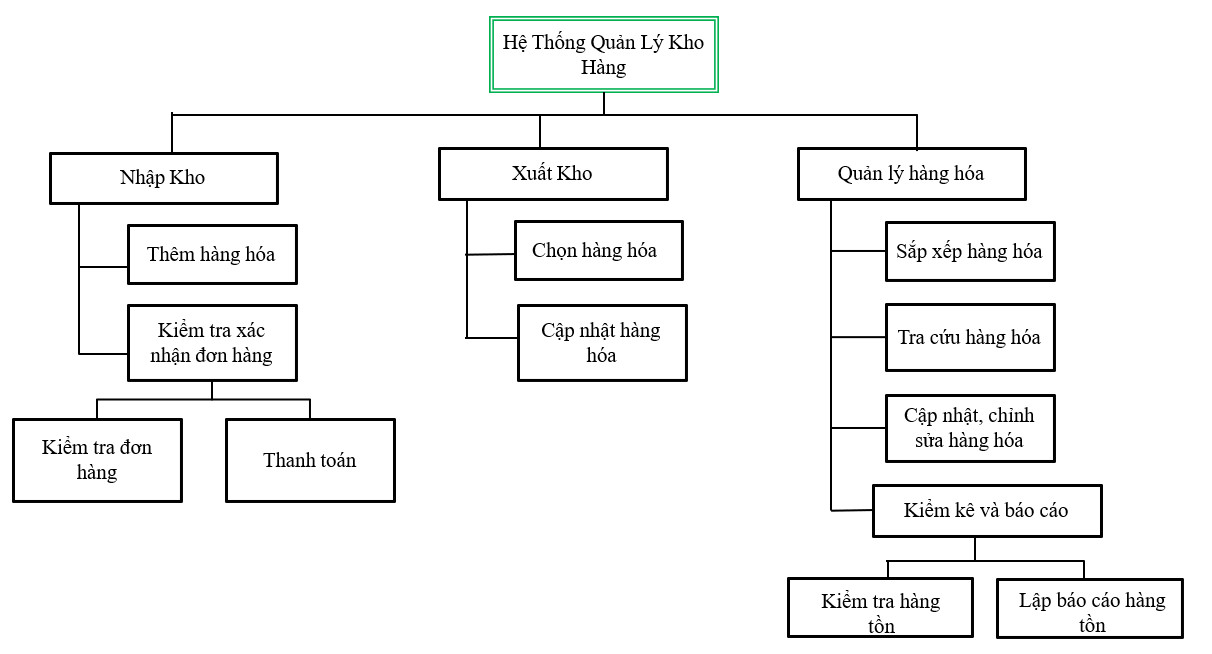 Hệ Thống Quản Lý Kho
Hàng
Nhập Kho
Thêm hàng hóa
Kiểm tra xác
nhận đơn hàng
Kiểm tra đơn
hàng
Thanh toán
Xuất Kho
Chọn hàng hóa
Cập nhật hàng
hóa
Quản lý hàng hóa
Sắp xếp hàng hóa
Tra cứu hàng hóa
Cập nhật, chỉnh
sửa hàng hóa
Kiểm kê và báo cáo
Kiểm tra hàng
tồn
Lập báo cáo hàng
tồn